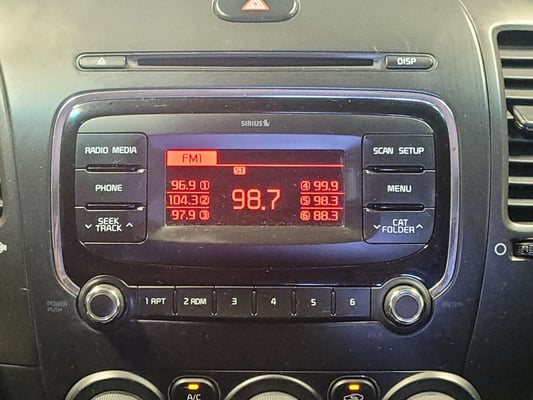 DISP
SIRIUS
RADIO MEDIA
SCAN SETUP
FM1
ST
PHONE
MENU
96.9 1
104.3 2
97.9 3
98.7
4 99.9
5 98.3
6 88.3
SEEK
TRACK
CAT
FOLDER
1 RPT
2 RDM
3
4
5
6
POWER
PUSH
ENTER
A/C